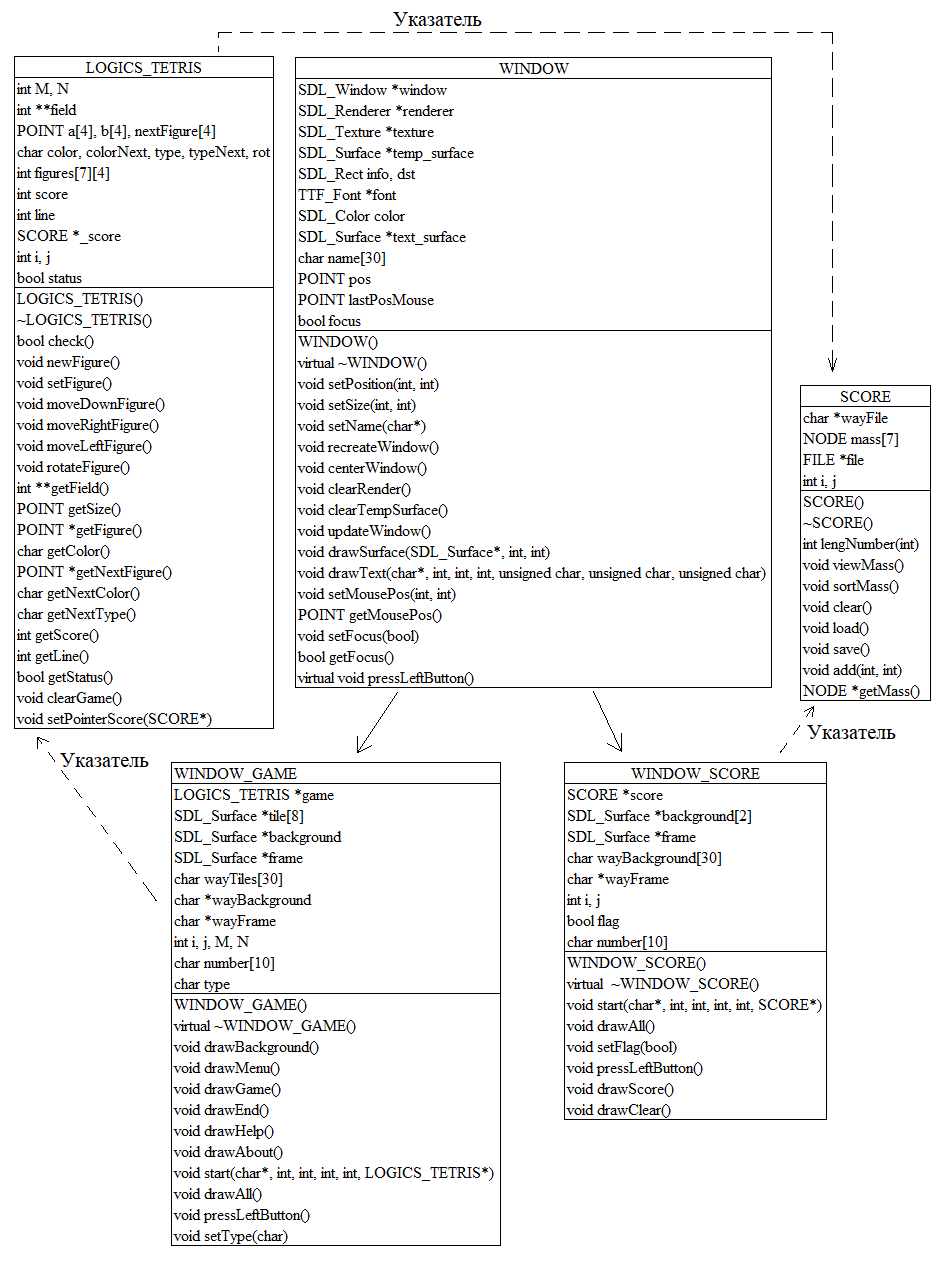 Указатель
LOGICS_TETRIS
int M, N
int **field
POINT a[4], b[4], nextFigure[4]
char color, colorNext, type, typeNext, rot
int figures[7][4]
int score
int line
SCORE *_score
int i, j
bool status
LOGICS_TETRIS()
~LOGICS_TETRIS()
bool check()
void newFigure()
void setFigure()
void moveDownFigure()
void moveRightFigure()
void moveLeftFigure()
void rotateFigure()
int **getField()
POINT getSize()
POINT *getFigure()
char getColor()
POINT *getNextFigure()
char getNextColor()
char getNextType()
int getScore()
int getLine()
bool getStatus()
void clearGame()
void setPointerScore(SCORE*)
WINDOW
SDL_Window *window
SDL_Renderer *renderer
SDL_Texture *texture
SDL_Surface *temp_surface
SDL_Rect info, dst
TTF_Font *font
SDL_Color color
SDL_Surface *text_surface
char name[30]
POINT pos
POINT lastPosMouse
bool focus
WINDOW()
virtual ~WINDOW()
void setPosition(int, int)
void setSize(int, int)
void setName(char*)
void recreateWindow()
void centerWindow()
void clearRender()
void clearTempSurface()
void updateWindow()
void drawSurface(SDL_Surface*, int, int)
void drawText(char*, int, int, int, unsigned char, unsigned char, unsigned char)
void setMousePos(int, int)
POINT getMousePos()
void setFocus(bool)
bool getFocus()
virtual void pressLeftButton()
SCORE
char *wayFile
NODE mass[7]
FILE *file
int i, j
SCORE()
~SCORE()
int lengNumber(int)
void viewMass()
void sortMass()
void clear()
void load()
void save()
void add(int, int)
NODE *getMass()
Указатель
Указатель
WINDOW_GAME
LOGICS_TETRIS *game
SDL_Surface *tile[8]
SDL_Surface *background
SDL_Surface *frame
char wayTiles[30]
char *wayBackground
char *wayFrame
int i, j, M, N
char number[10]
char type
WINDOW_GAME()
virtual ~WINDOW_GAME()
void drawBackground()
void drawMenu()
void drawGame()
void drawEnd()
void drawHelp()
void drawAbout()
void start(char*, int, int, int, int, LOGICS_TETRIS*)
void drawAll()
void pressLeftButton()
void setType(char)
WINDOW_SCORE
SCORE *score
SDL_Surface *background[2]
SDL_Surface *frame
char wayBackground[30]
char *wayFrame
int i, j
bool flag
char number[10]
WINDOW_SCORE()
virtual  ~WINDOW_SCORE()
void start(char*, int, int, int, int, SCORE*)
void drawAll()
void setFlag(bool)
void pressLeftButton()
void drawScore()
void drawClear()